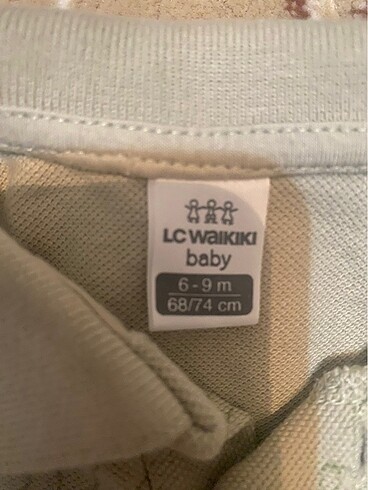 LC WAIKIKI
baby
6 - 9 m
68/74 cm